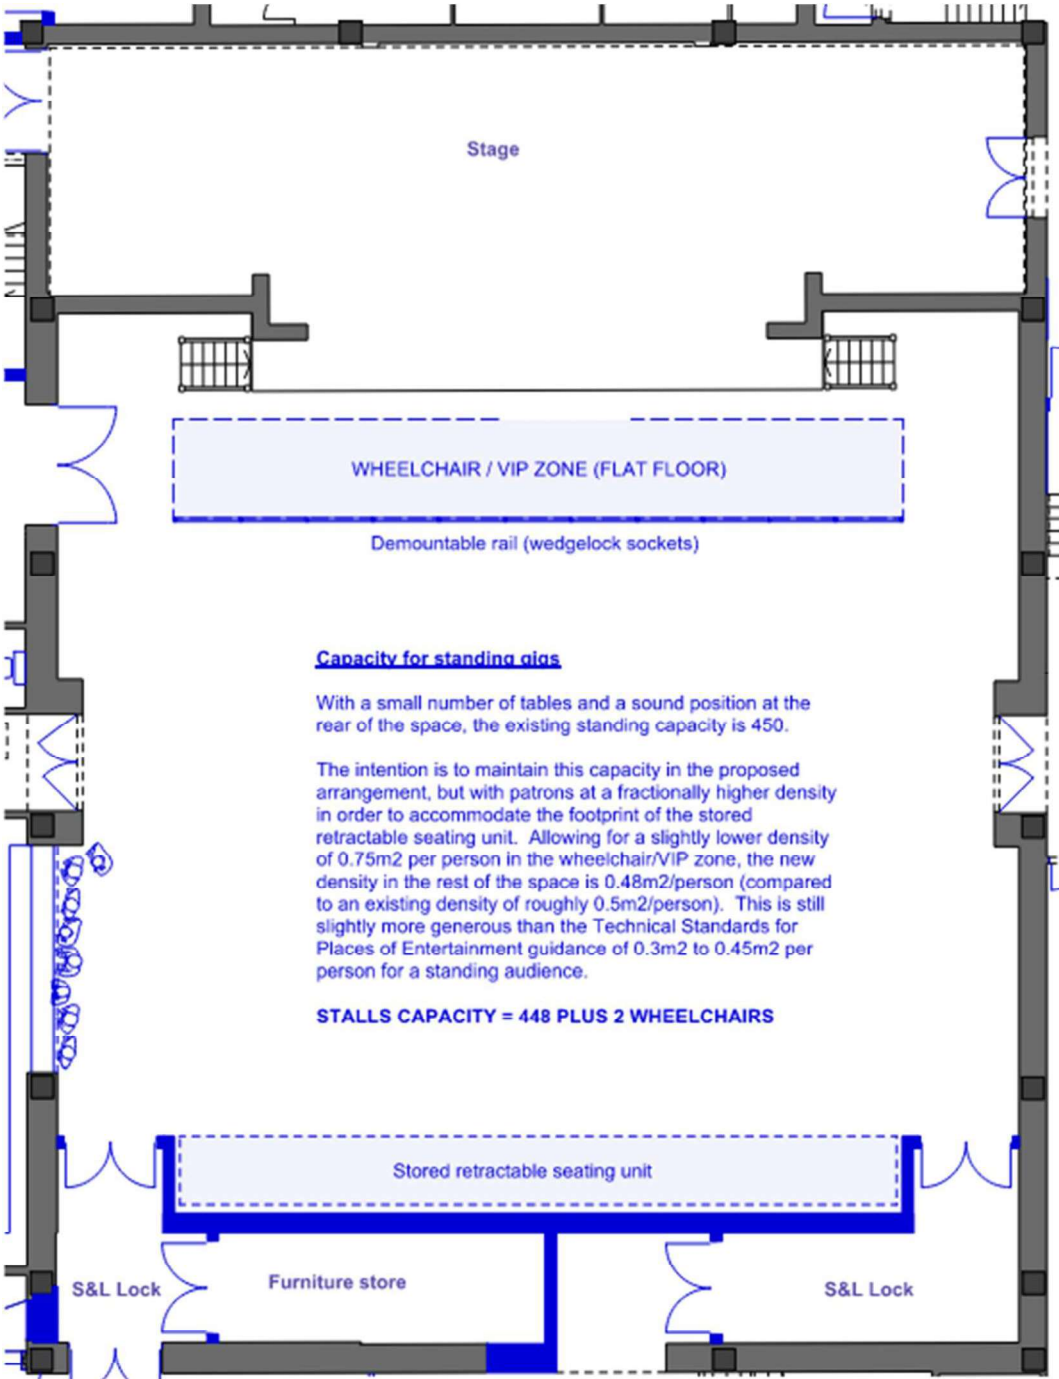 Stage
WHEELCHAIR / VIP ZONE (FLAT FLOOR)
Demountable rail (wedgelock sockets)
Capacity for standing gigs
With a small number of tables and a sound position at the
rear of the space, the existing standing capacity is 450.
The intention is to maintain this capacity in the proposed
arrangement, but with patrons at a fractionally higher density
in order to accommodate the footprint of the stored
retractable seating unit. Allowing for a slightly lower density
of 0.75m2 per person in the wheelchair/VIP zone, the new
density in the rest of the space is 0.48m2/person (compared
to an existing density of roughly 0.5m2/person). This is still
slightly more generous than the Technical Standards for
Places of Entertainment guidance of 0.3m2 to 0.45m2 per
person for a standing audience.
STALLS CAPACITY = 448 PLUS 2 WHEELCHAIRS
Stored retractable seating unit
S&L Lock
Furniture store
S&L Lock